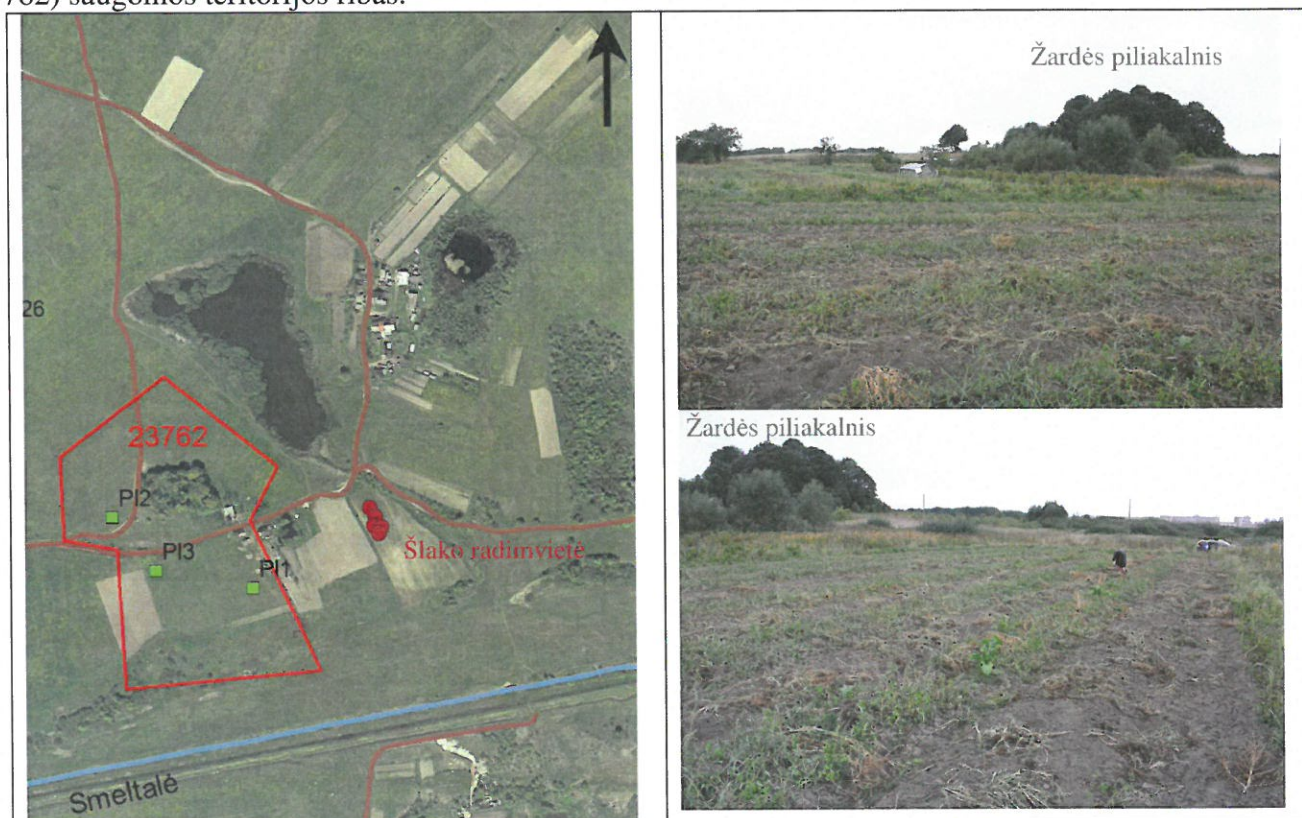 762) saugomos teritorijos ribas.
26
23762
Pl2
Pl3
Pl1
Šlako radimvietė
Smeltalė
Žardės piliakalnis
Žardės piliakalnis